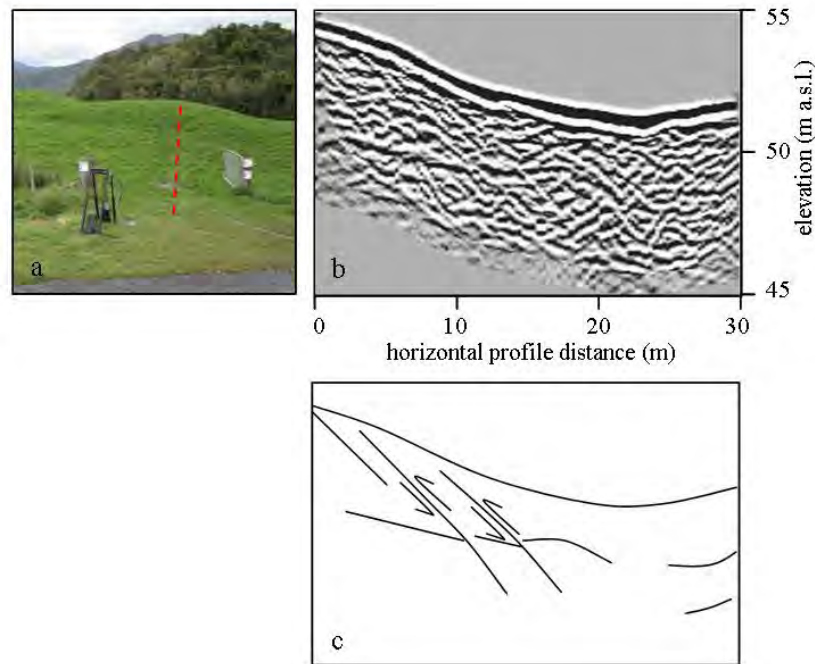 a
b
55
50
45
elevation (m a.s.l.)
0 10 20 30
horizontal profile distance (m)
c